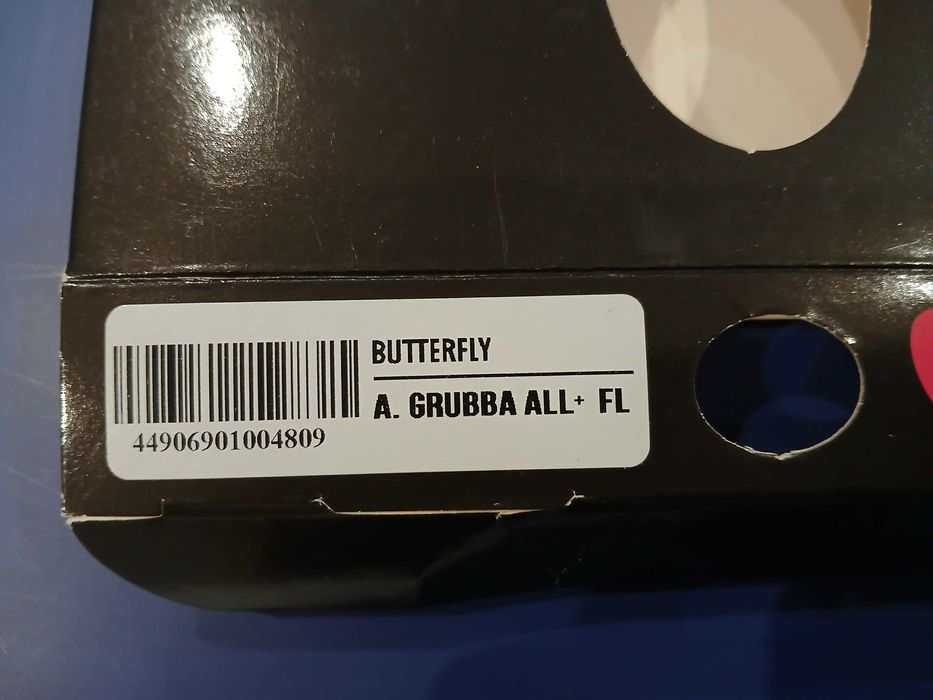 BUTTERFLY
A. GRUBBA ALL+ FL
44906901004809